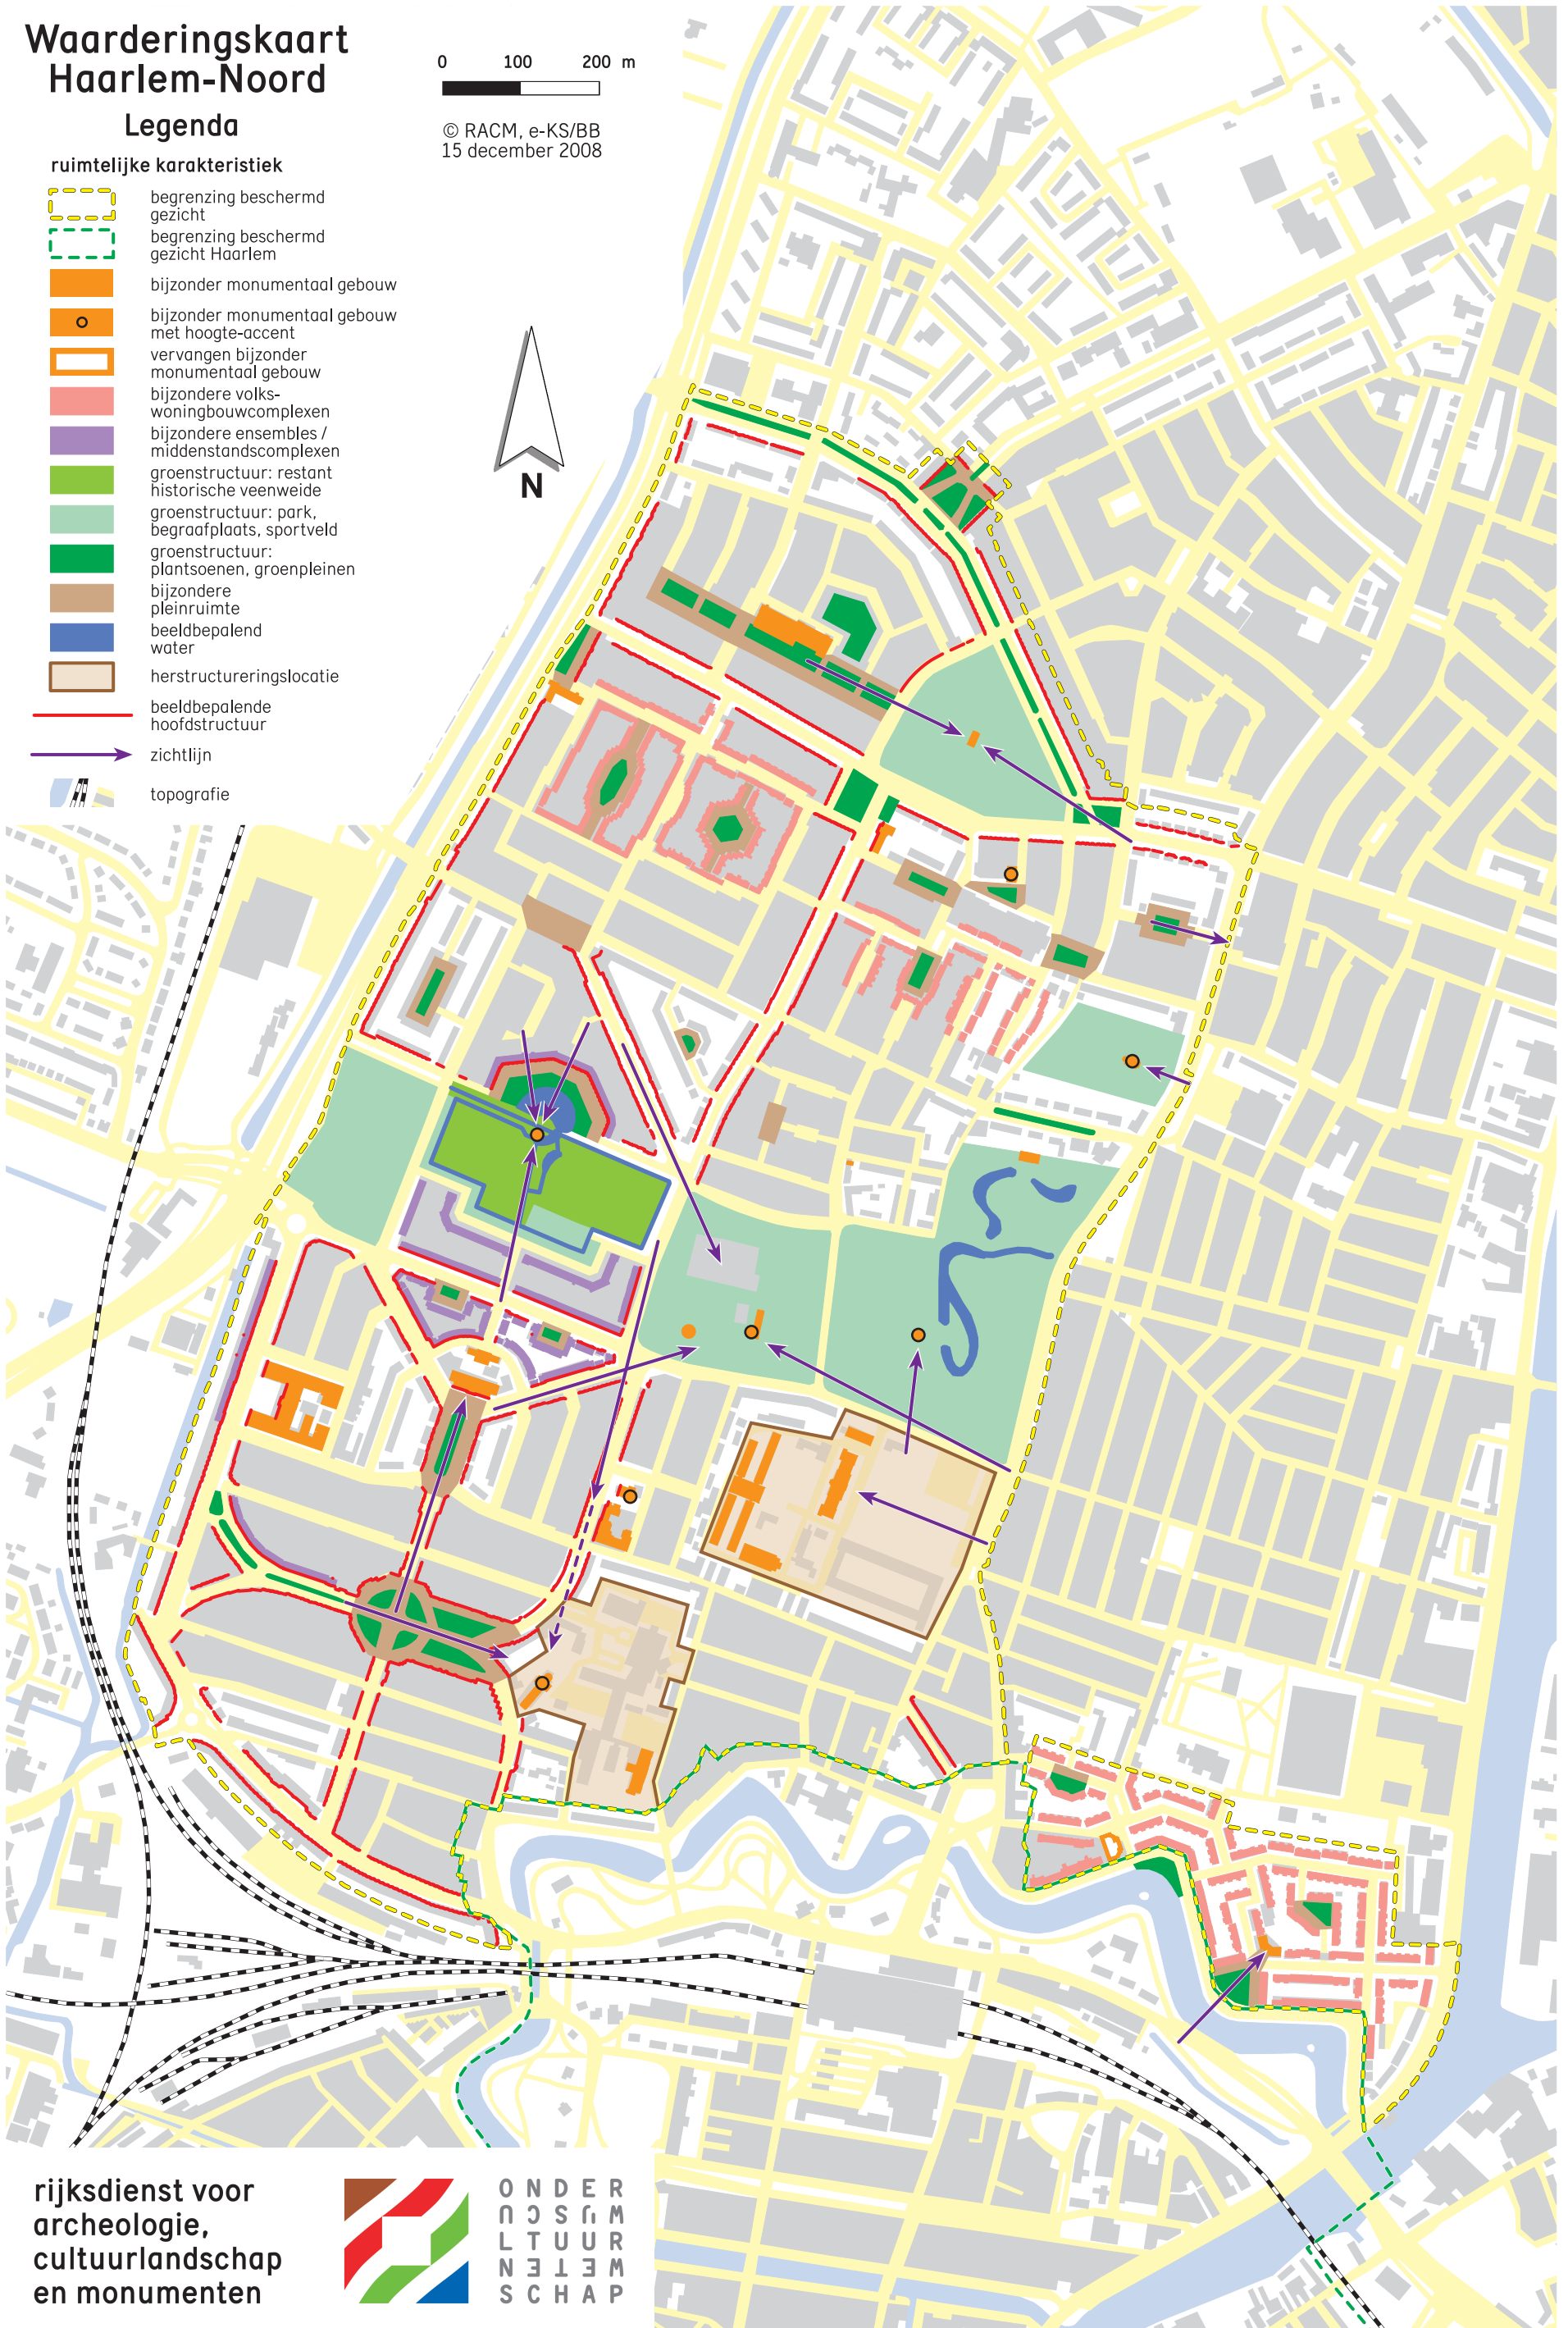 Waarderingskaart
Haarlem-Noord
Legenda
ruimtelijke karakteristiek
begrenzing beschermd
gezicht
begrenzing beschermd
gezicht Haarlem
bijzonder monumentaal gebouw
bijzonder monumentaal gebouw
met hoogte-accent
vervangen bijzonder
monumentaal gebouw
bijzondere volks-
woningbouwcomplexen
bijzondere ensembles /
middenstandscomplexen
groenstructuur: restant
historische veenweide
groenstructuur: park,
begraafplaats, sportveld
groenstructuur:
plantsoenen, groenpleinen
bijzondere
pleinruimte
beeldbepalend
water
herstructureringslocatie
beeldbepalende
hoofdstructuur
zichtlijn
topografie
0 100 200 m
© RACM, e-KS/BB
15 december 2008
N
rijksdienst voor
archeologie,
cultuurlandschap
en monumenten
ONDER
UCSUM
LTUUR
NETEM
SCHAP